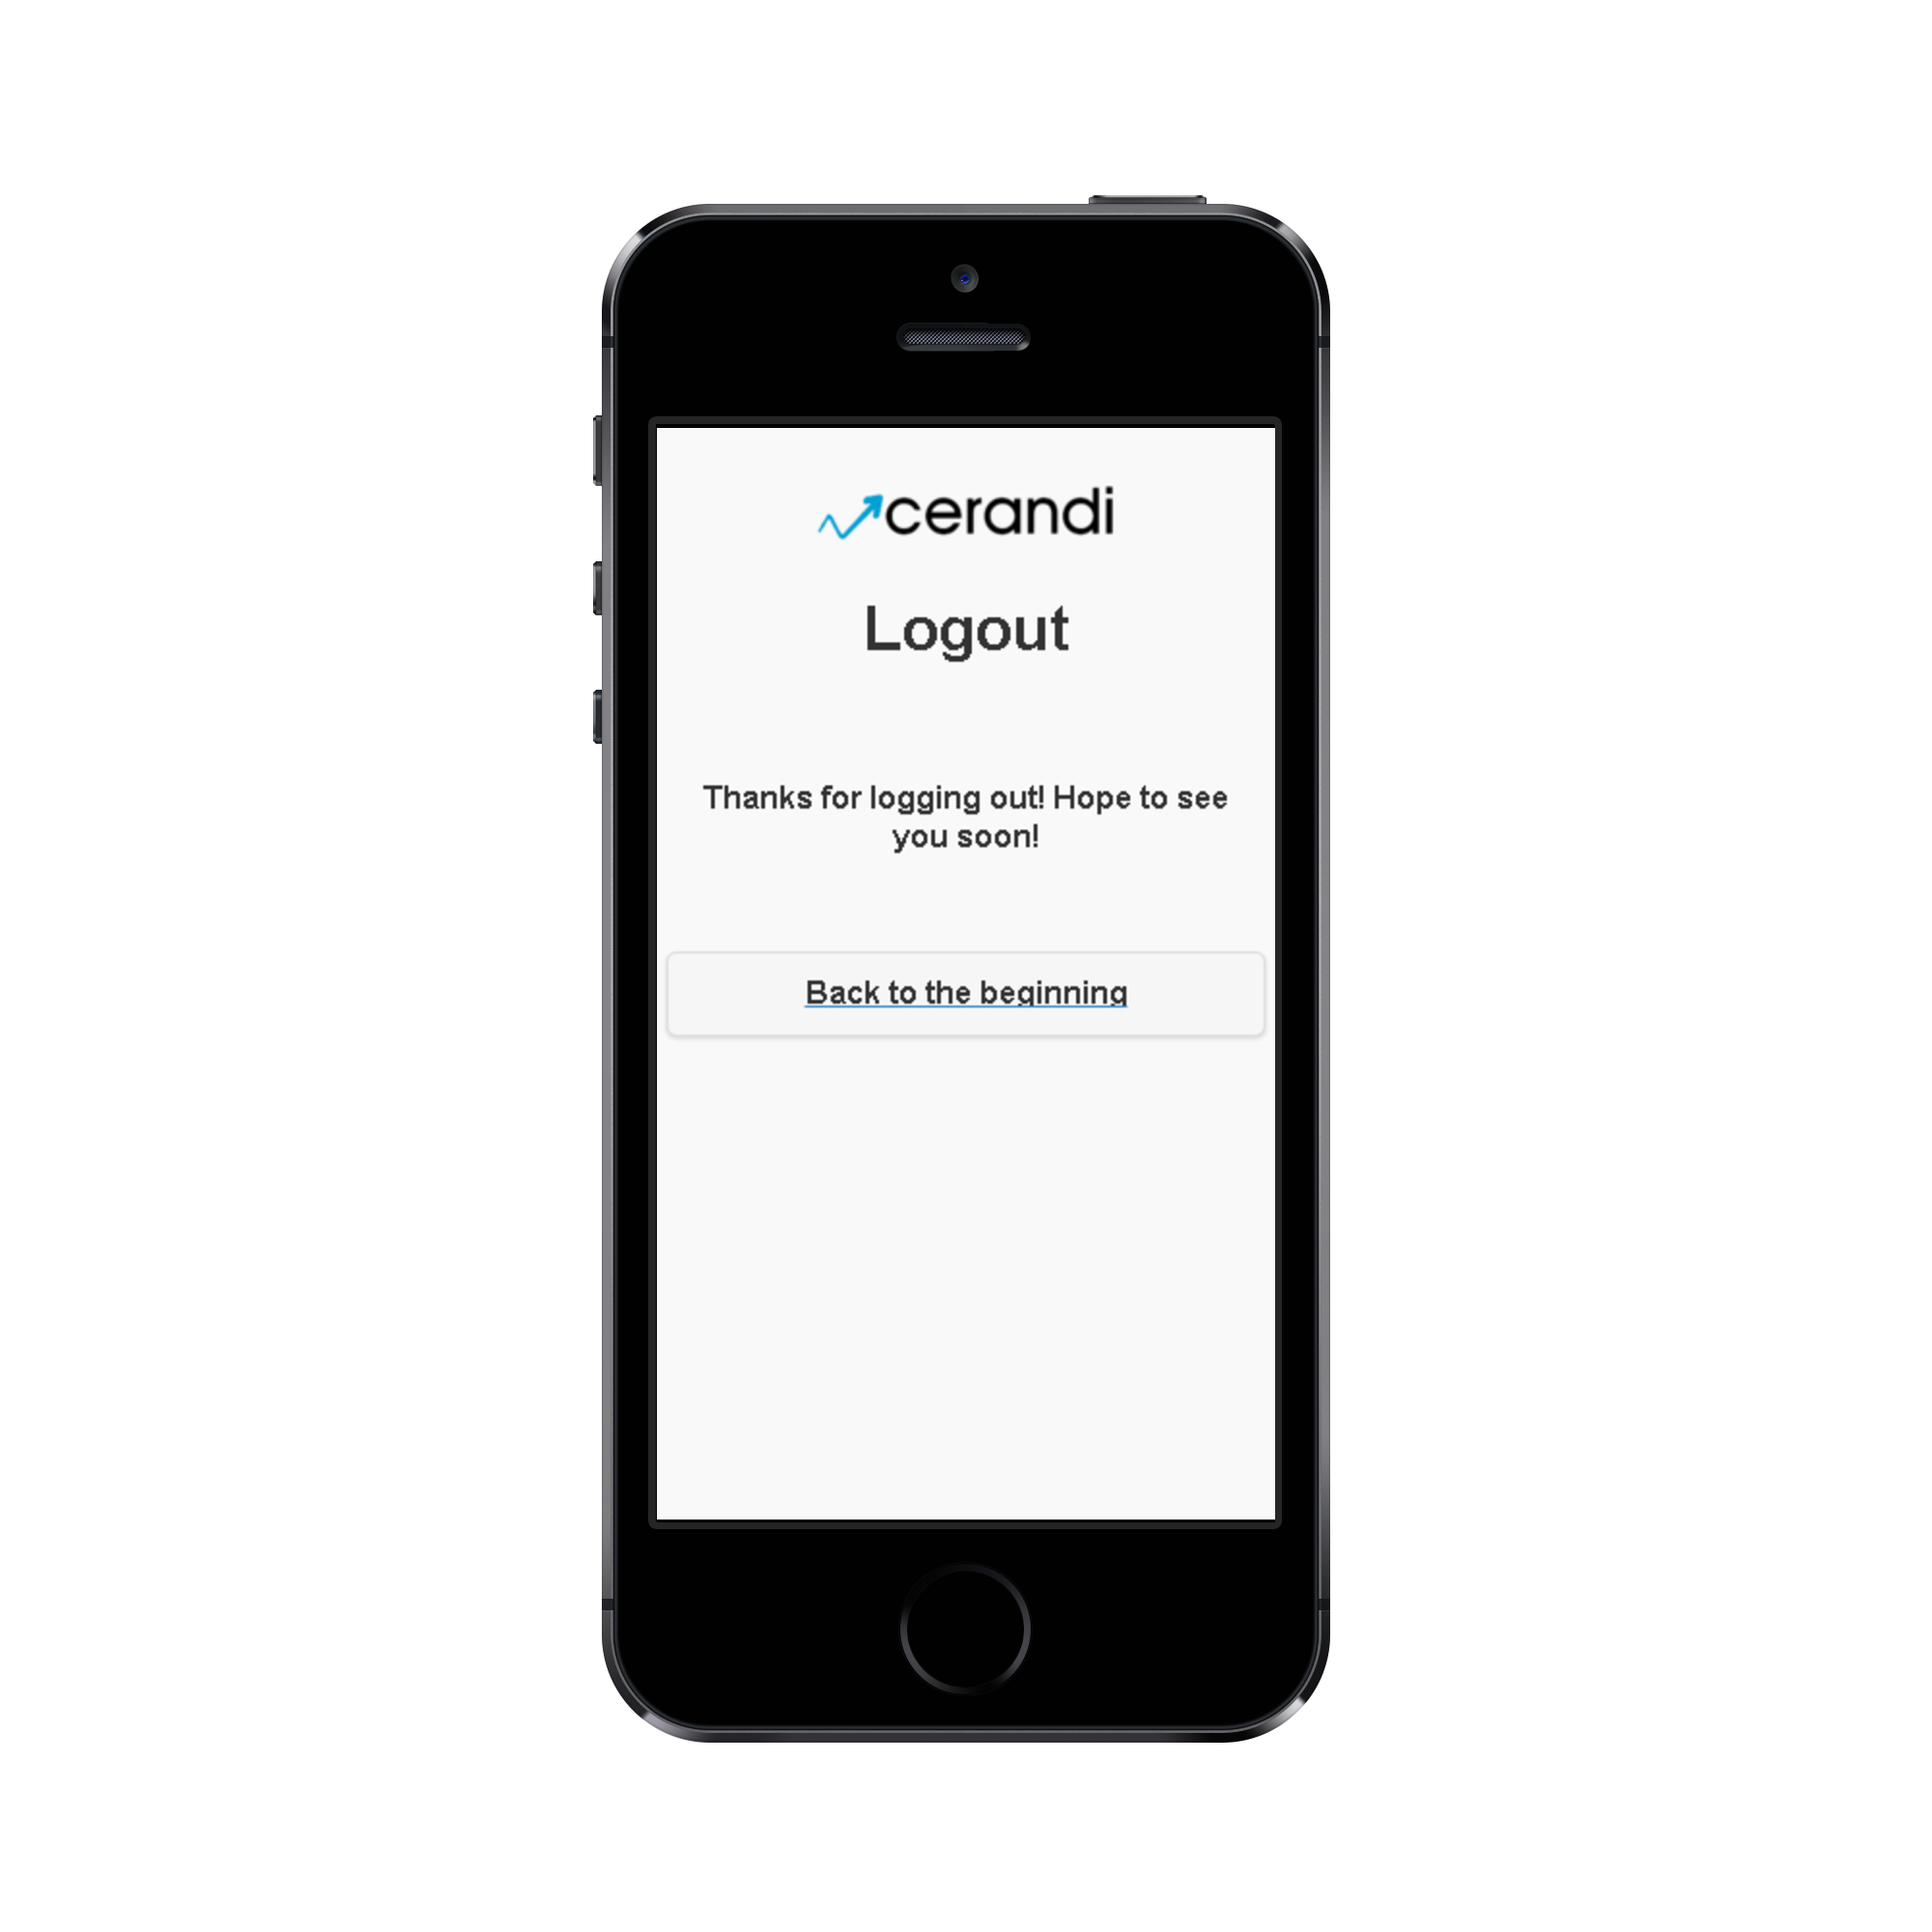 cerandi
Logout
Thanks for logging out! Hope to see
you soon!
Back to the beginning